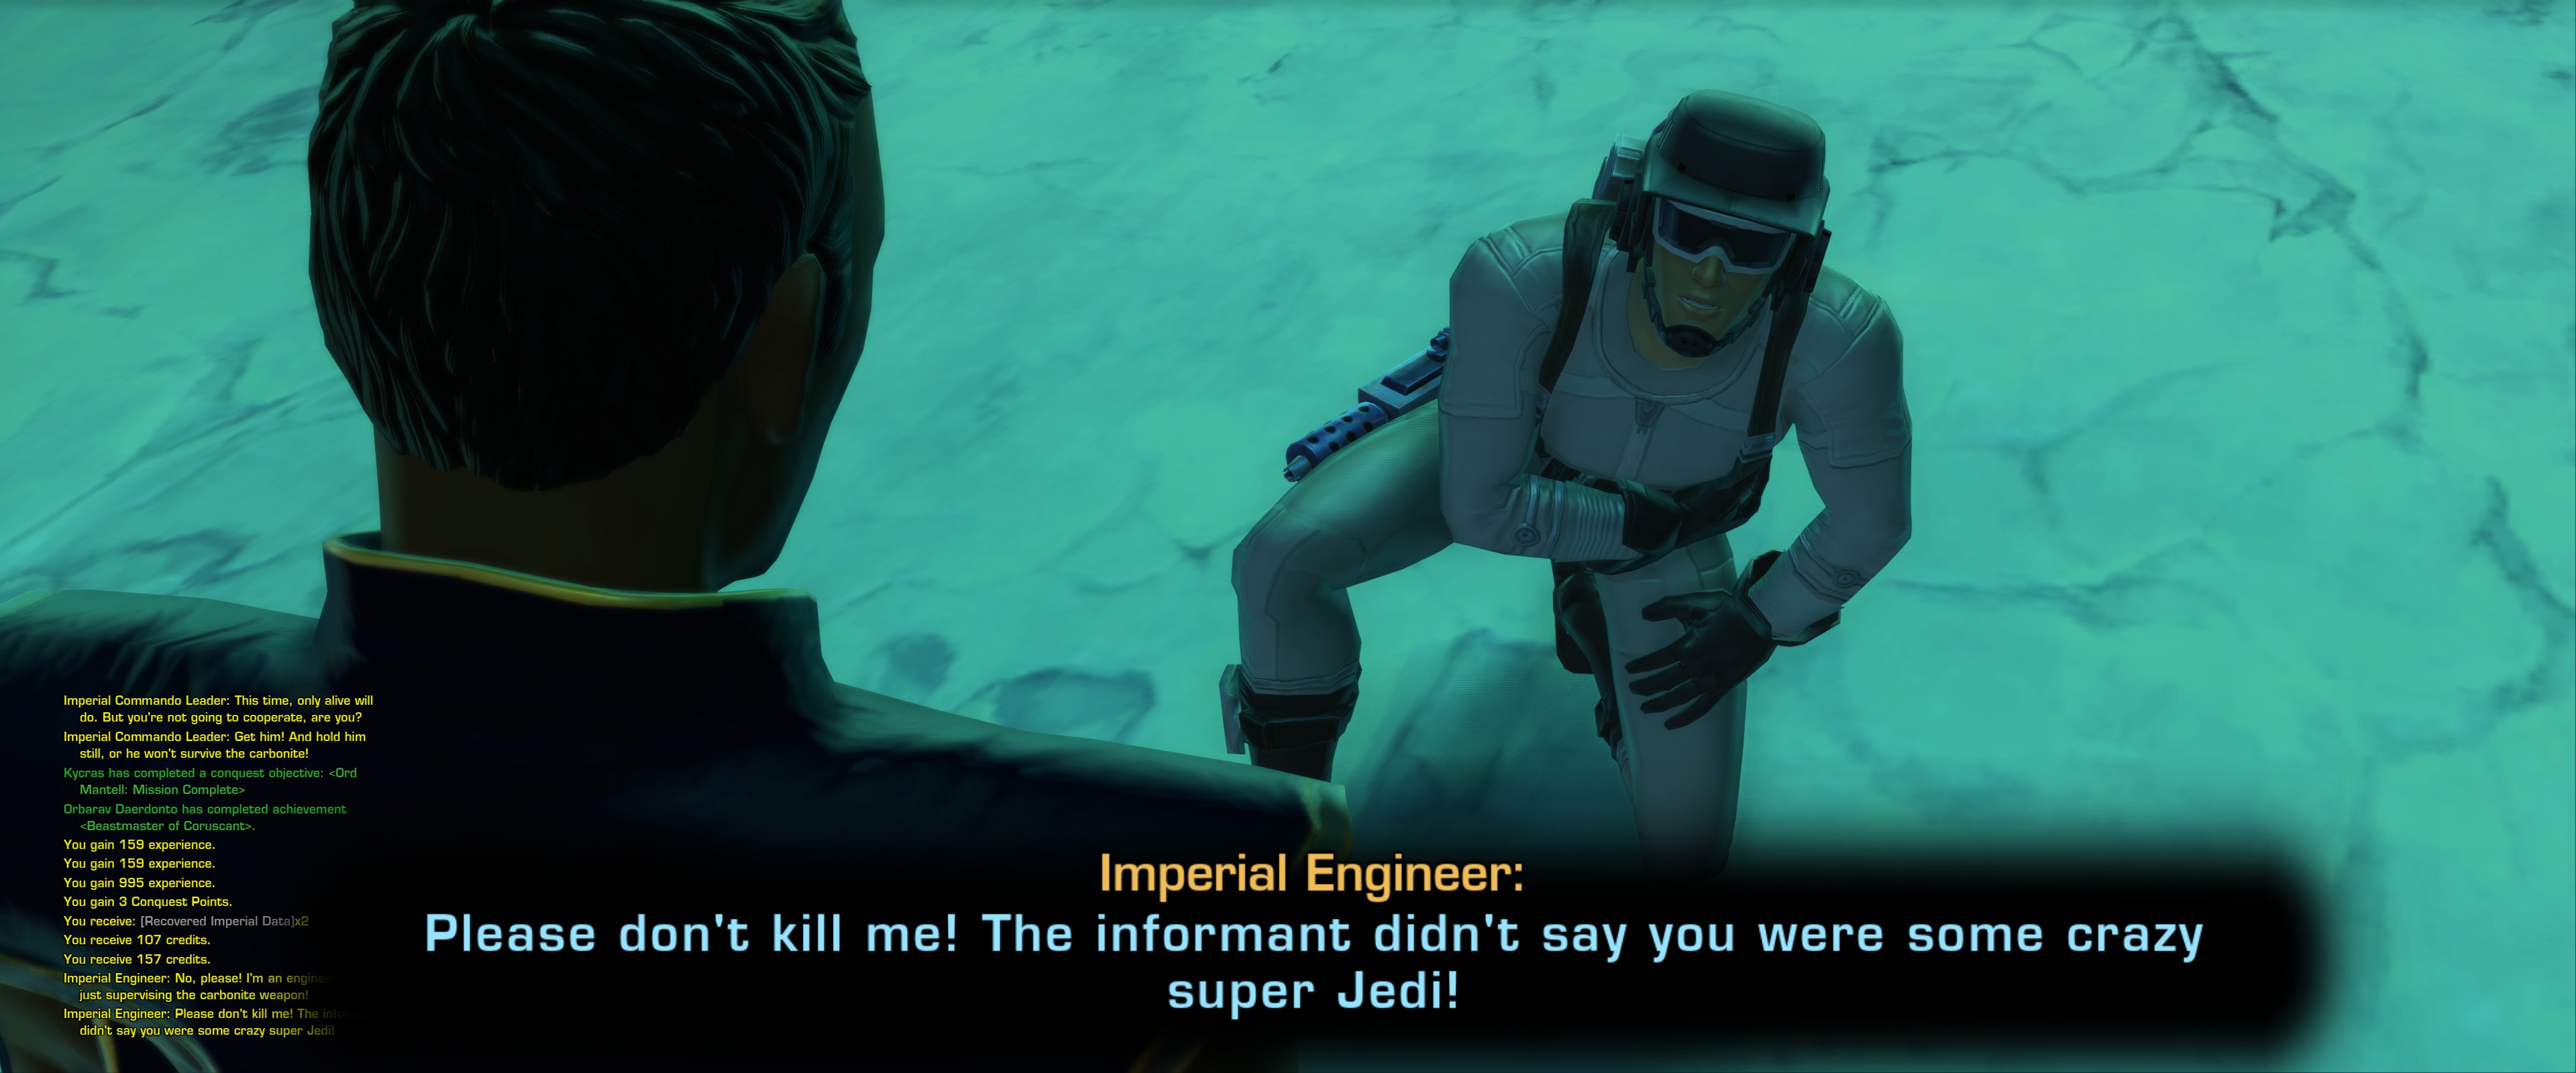 Imperial Commando Leader: This time, only alive will
do. But you're not going to cooperate, are you?
Imperial Commando Leader: Get him! And hold him
still, or he won't survive the carbonite!
Kycras has completed a conquest objective: <Ord
Mantell: Mission Complete>
Orbarav Daerdonto has completed achievement
<Beastmaster of Coruscant>.
You gain 159 experience.
You gain 159 experience.
You gain 995 experience.
You gain 3 Conquest Points.
You receive: [Recovered Imperial Data]x2
You receive 107 credits.
You receive 157 credits.
Imperial Engineer: No, please! I'm an engineer
just supervising the carbonite weapon!
Imperial Engineer: Please don't kill me! The
didn't say you were some crazy super Jedi!
Imperial Engineer:
Please don't kill me! The informant didn't say you were some crazy
super Jedi!